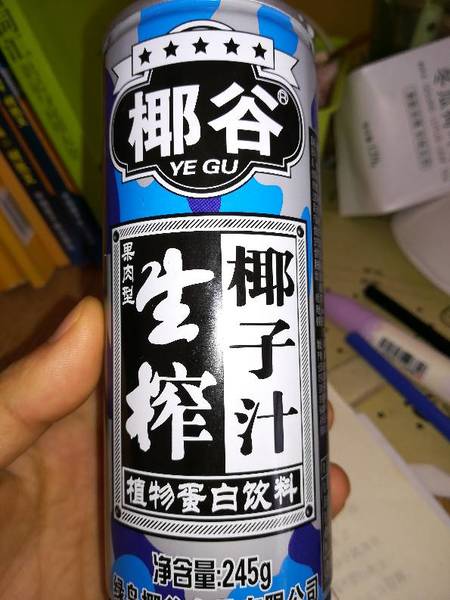 椰谷®
YE GU
果肉型
生榨
椰子汁
植物蛋白饮料
净含量:245g